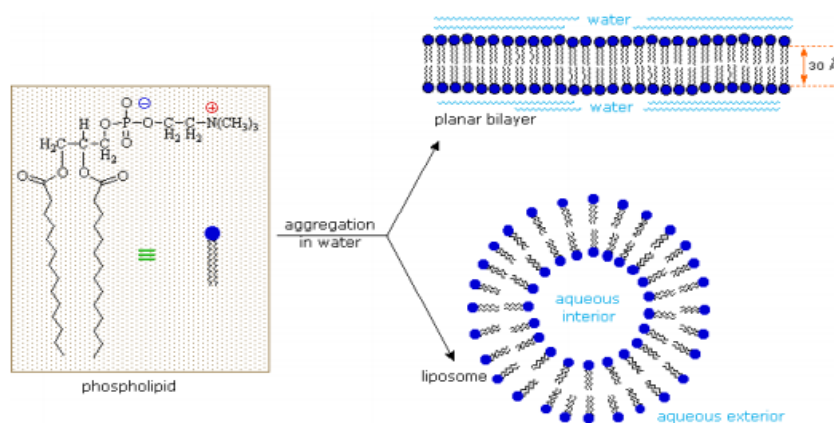 water
30 Å
water
planar bilayer
O ⊖ ⊕
H O-P-O-C-C-N(CH₃)₃
O O H₂ H₂
H₂C-C-C
H₂
O O
O O
aggregation
in water
aqueous
interior
liposome
phospholipid
aqueous exterior